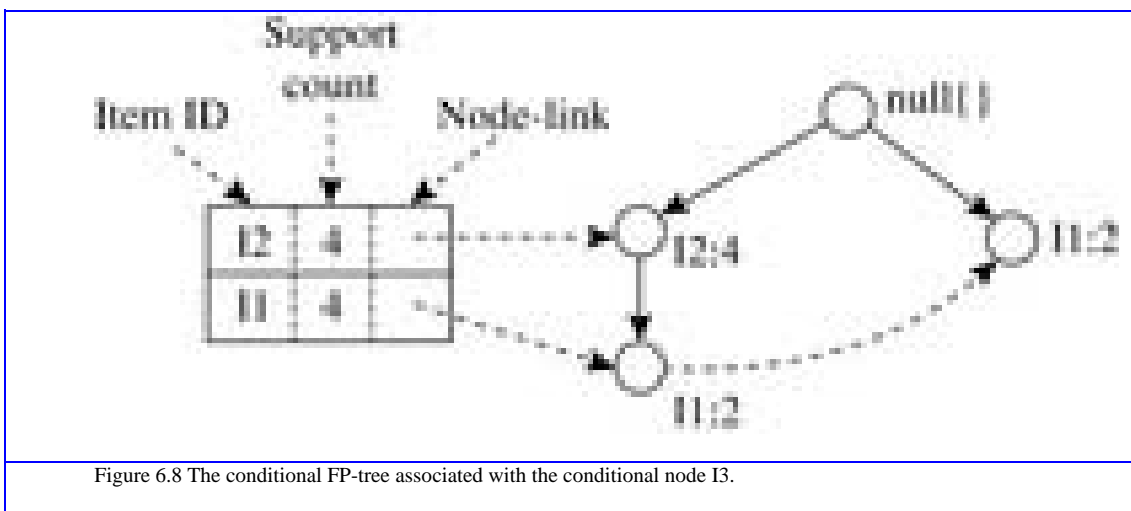 Support
count
Item ID
Node-link
null{}
I2 4
I1 4
I2:4
I1:2
I1:2
Figure 6.8 The conditional FP-tree associated with the conditional node I3.